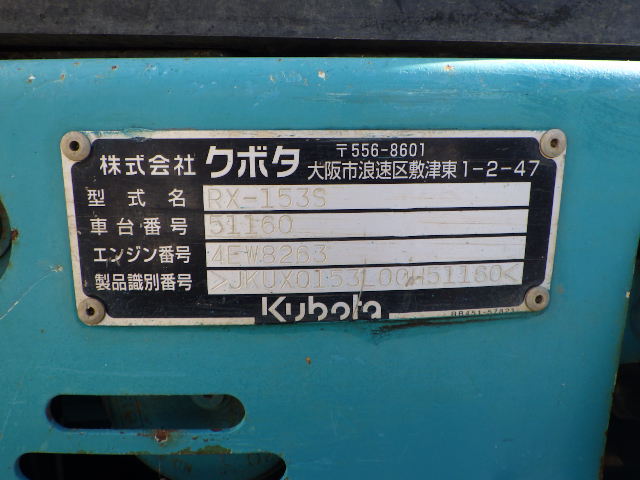 株式会社 クボタ 〒556-8601
大阪市浪速区敷津東1-2-47
型式名 RX-153S
車台番号 51160
エンジン番号 4EW8263
製品識別番号 >JKUX0153L00H51160<
Kubota